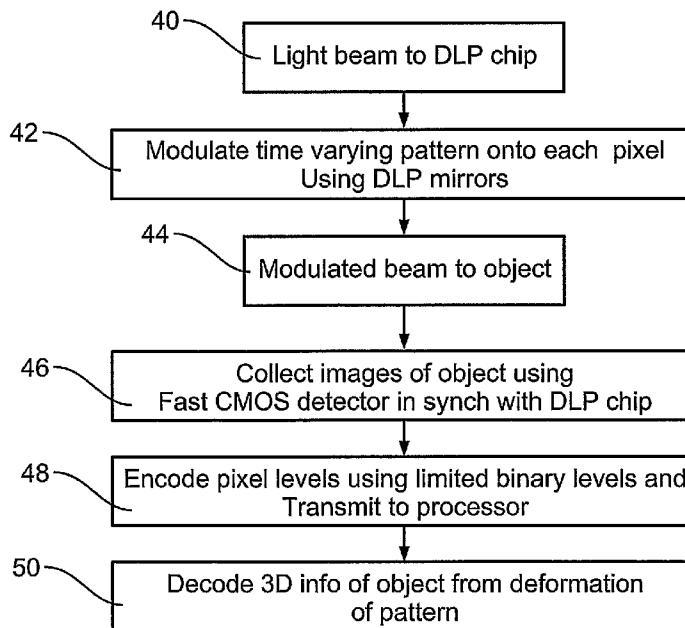 40
Light beam to DLP chip
42
Modulate time varying pattern onto each pixel
Using DLP mirrors
44
Modulated beam to object
46
Collect images of object using
Fast CMOS detector in synch with DLP chip
48
Encode pixel levels using limited binary levels and
Transmit to processor
50
Decode 3D info of object from deformation
of pattern